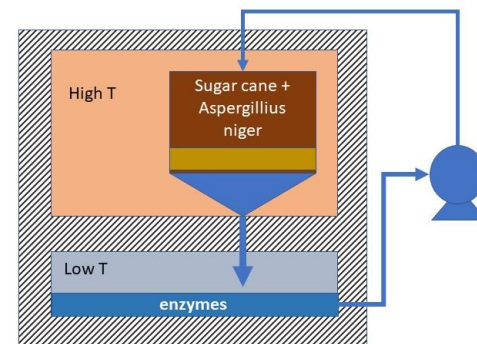 High T
Sugar cane +
Aspergillius
niger
Low T
enzymes